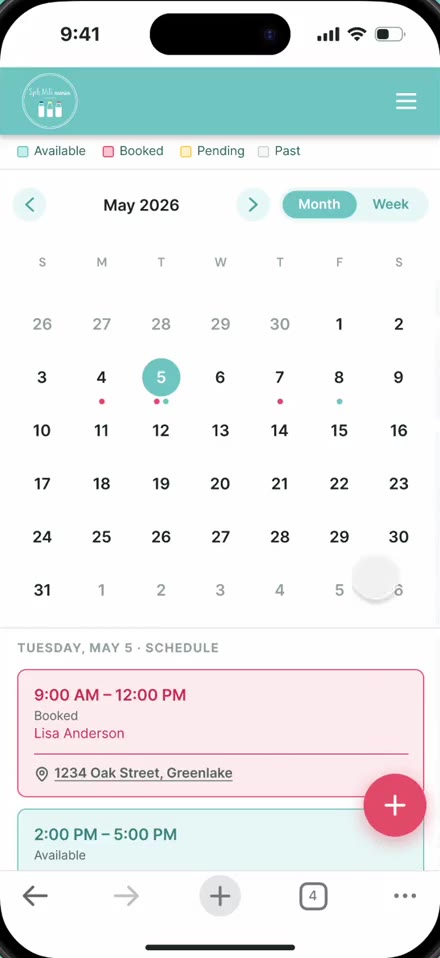 9:41
Available Booked Pending Past
May 2026 Month Week
S M T W T F S
26 27 28 29 30 1 2
3 4 5 6 7 8 9
10 11 12 13 14 15 16
17 18 19 20 21 22 23
24 25 26 27 28 29 30
31 1 2 3 4 5 6
TUESDAY, MAY 5 · SCHEDULE
9:00 AM – 12:00 PM
Booked
Lisa Anderson
1234 Oak Street, Greenlake
2:00 PM – 5:00 PM
Available
4